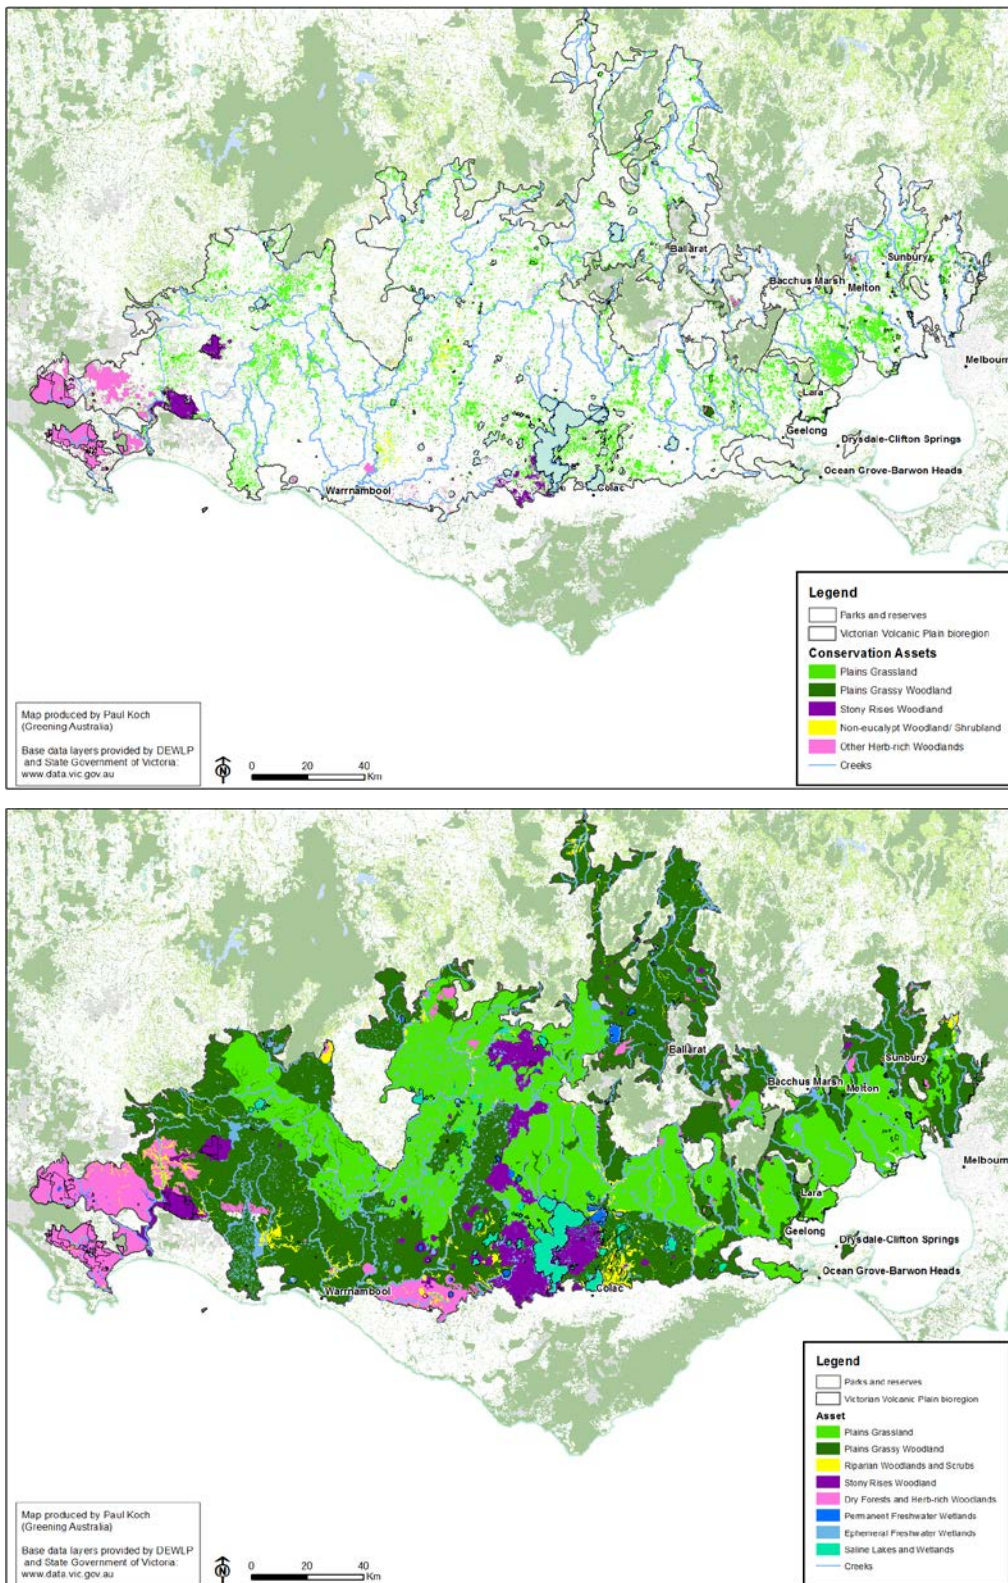 Ballarat
Sunbury
Bacchus Marsh
Melton
Melbourn
Lara
Geelong
Drysdale-Clifton Springs
Ocean Grove-Barwon Heads
Warrnambool
Colac
Legend
Parks and reserves
Victorian Volcanic Plain bioregion
Conservation Assets
Plains Grassland
Plains Grassy Woodland
Stony Rises Woodland
Non-eucalypt Woodland/ Shrubland
Other Herb-rich Woodlands
Creeks
Map produced by Paul Koch
(Greening Australia)
Base data layers provided by DEWLP
and State Government of Victoria:
www.data.vic.gov.au
N
0 20 40
Km
Ballarat
Sunbury
Bacchus Marsh
Melton
Melbourn
Lara
Geelong
Drysdale-Clifton Springs
Ocean Grove-Barwon Heads
Warrnambool
Colac
Legend
Parks and reserves
Victorian Volcanic Plain bioregion
Asset
Plains Grassland
Plains Grassy Woodland
Riparian Woodlands and Scrubs
Stony Rises Woodland
Dry Forests and Herb-rich Woodlands
Permanent Freshwater Wetlands
Ephemeral Freshwater Wetlands
Saline Lakes and Wetlands
Creeks
Map produced by Paul Koch
(Greening Australia)
Base data layers provided by DEWLP
and State Government of Victoria:
www.data.vic.gov.au
N
0 20 40
Km